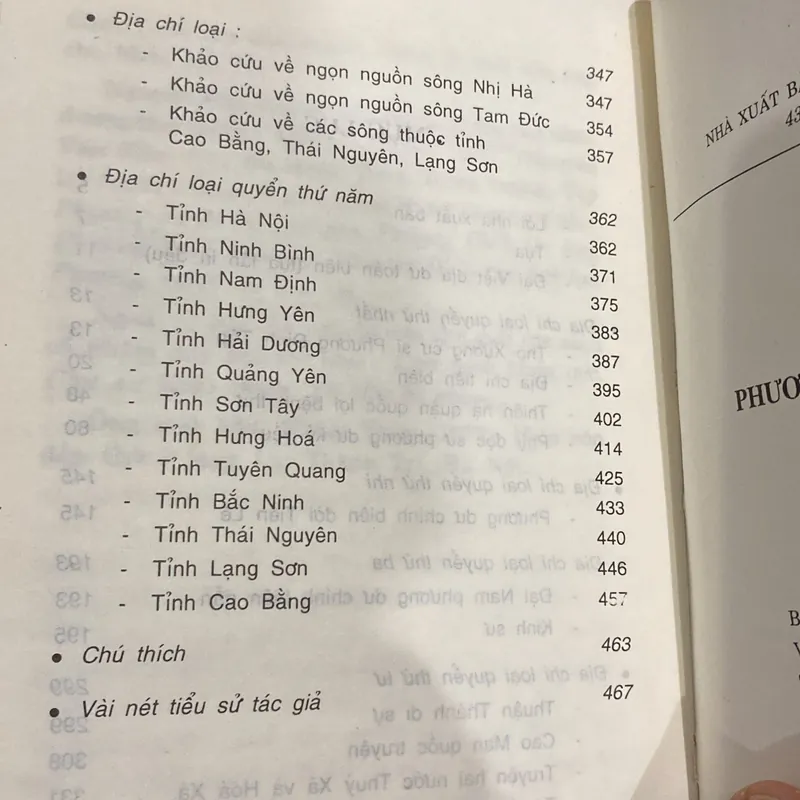 • Địa chí loại : 347
- Khảo cứu về ngọn nguồn sông Nhị Hà 347
- Khảo cứu về ngọn nguồn sông Tam Đức 354
- Khảo cứu về các sông thuộc tỉnh
Cao Bằng, Thái Nguyên, Lạng Sơn 357
• Địa chí loại quyển thứ năm 362
- Tỉnh Hà Nội 362
- Tỉnh Ninh Bình 371
- Tỉnh Nam Định 375
- Tỉnh Hưng Yên 383
- Tỉnh Hải Dương 387
- Tỉnh Quảng Yên 395
- Tỉnh Sơn Tây 402
- Tỉnh Hưng Hoá 414
- Tỉnh Tuyên Quang 425
- Tỉnh Bắc Ninh 433
- Tỉnh Thái Nguyên 440
- Tỉnh Lạng Sơn 446
- Tỉnh Cao Bằng 457
• Chú thích 463
• Vài nét tiểu sử tác giả 467
NHÀ XUẤT B
43
PHƯƠ
B